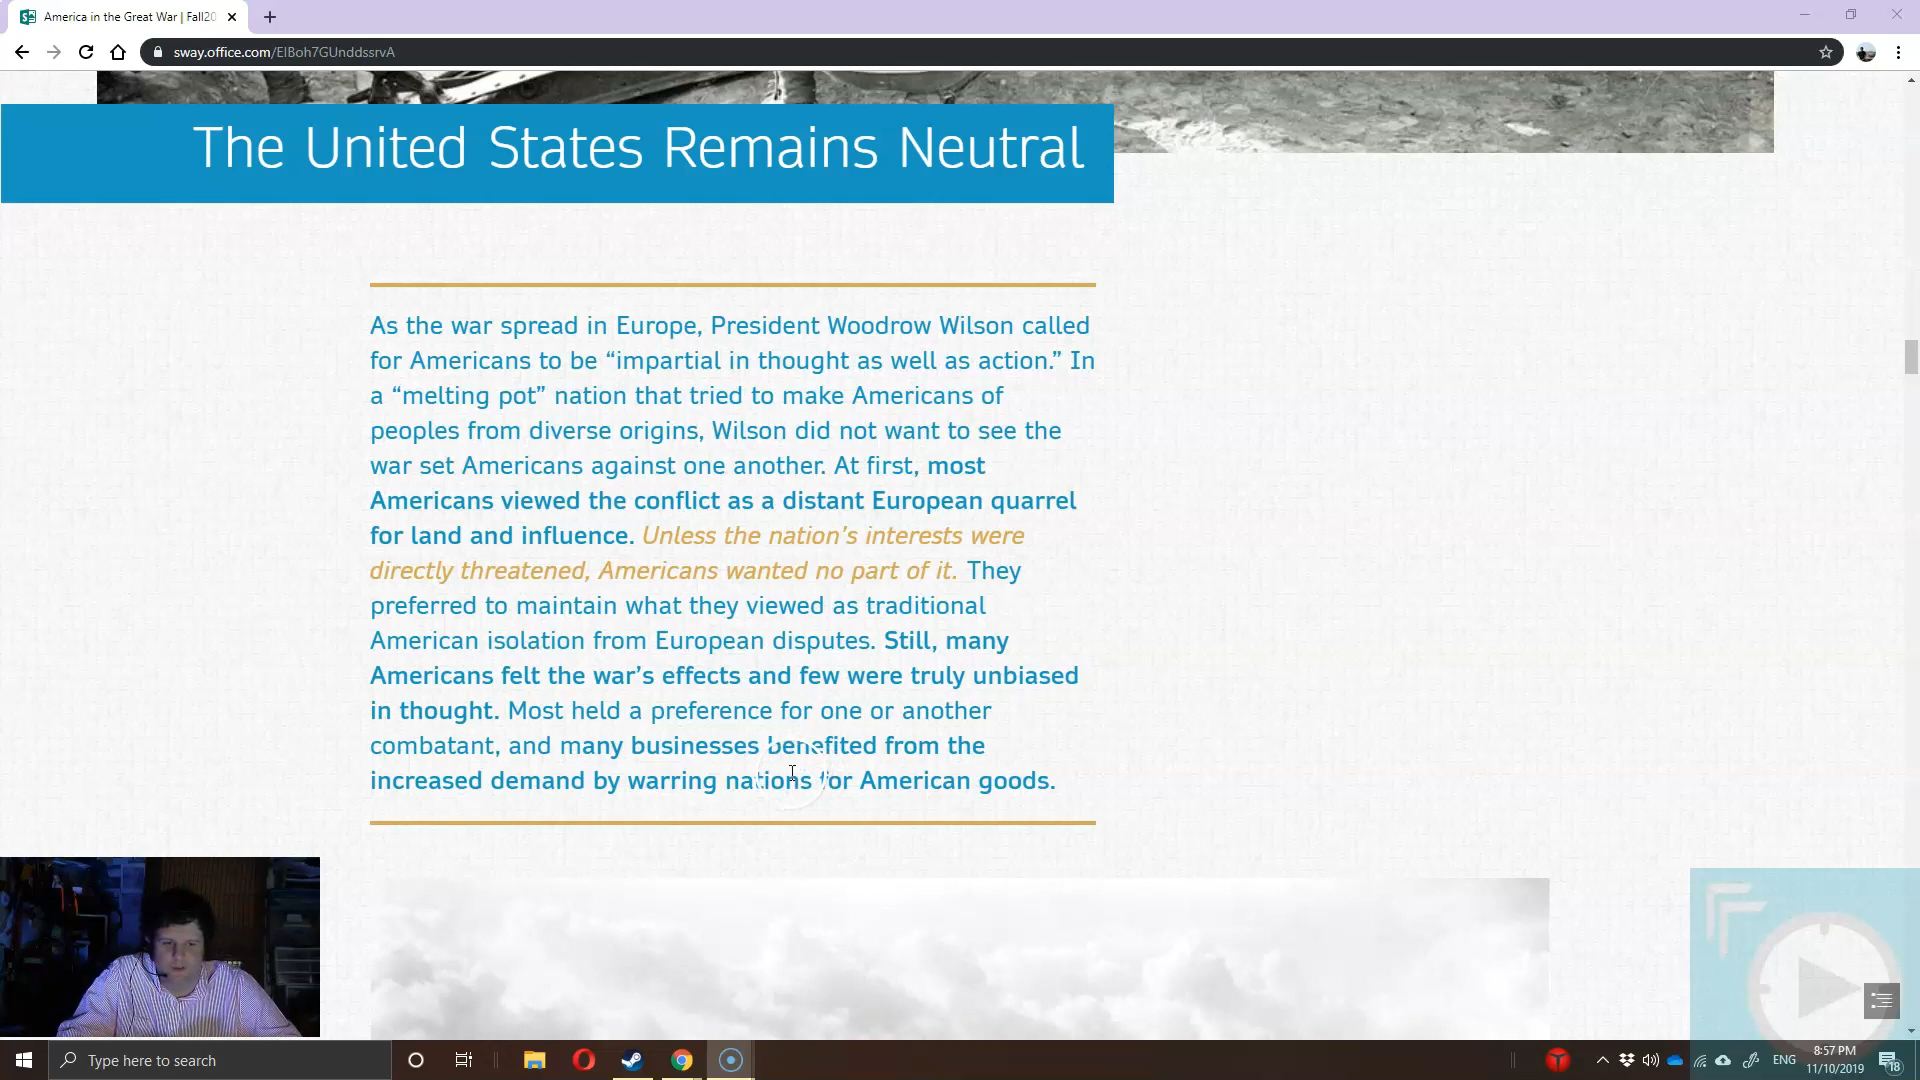 America in the Great War | Fall20
sway.office.com/EIBoh7GUnddssrvA
The United States Remains Neutral
As the war spread in Europe, President Woodrow Wilson called
for Americans to be “impartial in thought as well as action.” In
a “melting pot” nation that tried to make Americans of
peoples from diverse origins, Wilson did not want to see the
war set Americans against one another. At first, most
Americans viewed the conflict as a distant European quarrel
for land and influence. Unless the nation’s interests were
directly threatened, Americans wanted no part of it. They
preferred to maintain what they viewed as traditional
American isolation from European disputes. Still, many
Americans felt the war’s effects and few were truly unbiased
in thought. Most held a preference for one or another
combatant, and many businesses benefited from the
increased demand by warring nations for American goods.
Type here to search
ENG
8:57 PM
11/10/2019
18